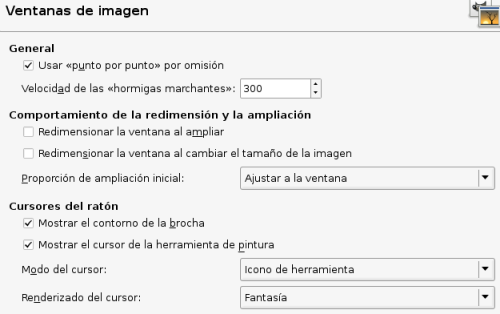 Ventanas de imagen
General
Usar «punto por punto» por omisión
Velocidad de las «hormigas marchantes»: 300
Comportamiento de la redimensión y la ampliación
Redimensionar la ventana al ampliar
Redimensionar la ventana al cambiar el tamaño de la imagen
Proporción de ampliación inicial: Ajustar a la ventana
Cursores del ratón
Mostrar el contorno de la brocha
Mostrar el cursor de la herramienta de pintura
Modo del cursor: Icono de herramienta
Renderizado del cursor: Fantasía